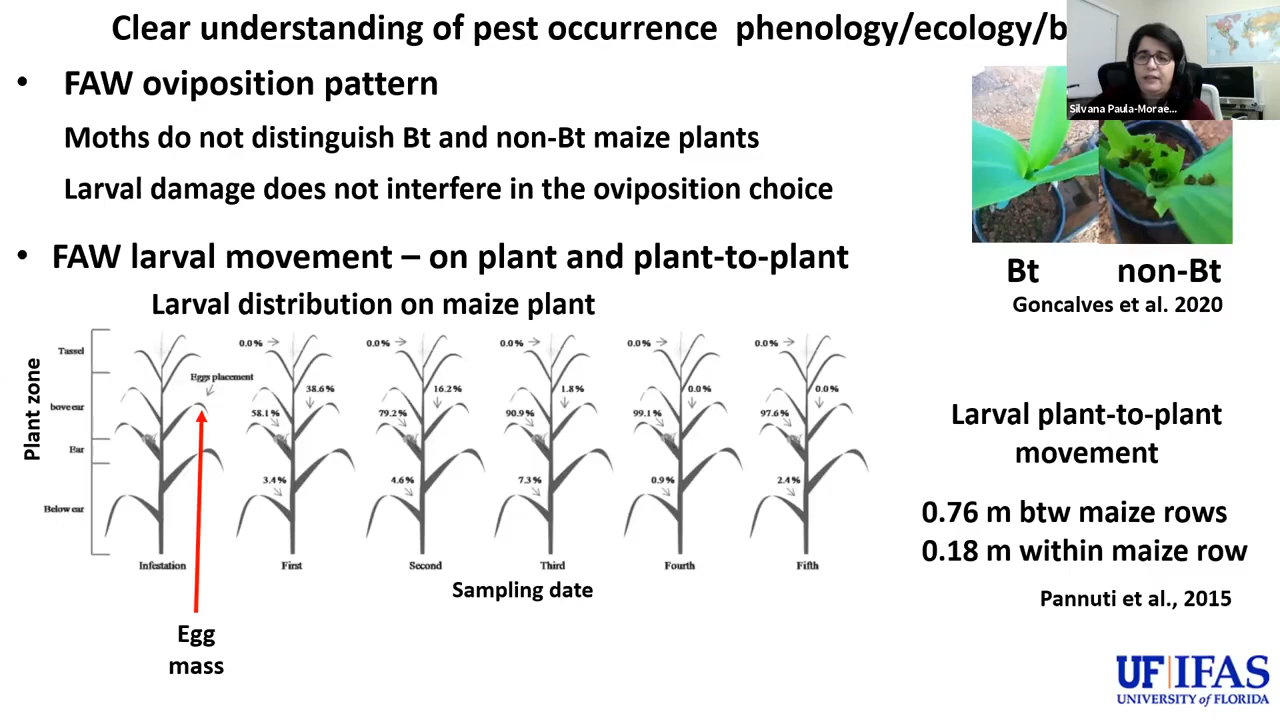 Clear understanding of pest occurrence phenology/ecology/b
Silvana Paula-Morae...
• FAW oviposition pattern
Moths do not distinguish Bt and non-Bt maize plants
Larval damage does not interfere in the oviposition choice
Bt non-Bt
Goncalves et al. 2020
• FAW larval movement – on plant and plant-to-plant
Larval distribution on maize plant
Plant zone
Tassel
bove ear
Ear
Below ear
Eggs placement
0.0% 0.0% 0.0% 0.0% 0.0%
38.6% 16.2% 1.8% 0.0% 0.0%
58.1% 79.2% 90.9% 99.1% 97.6%
3.4% 4.6% 7.3% 0.9% 2.4%
Infestation First Second Third Fourth Fifth
Sampling date
Egg
mass
Larval plant-to-plant
movement
0.76 m btw maize rows
0.18 m within maize row
Pannuti et al., 2015
UF|IFAS
UNIVERSITY of FLORIDA